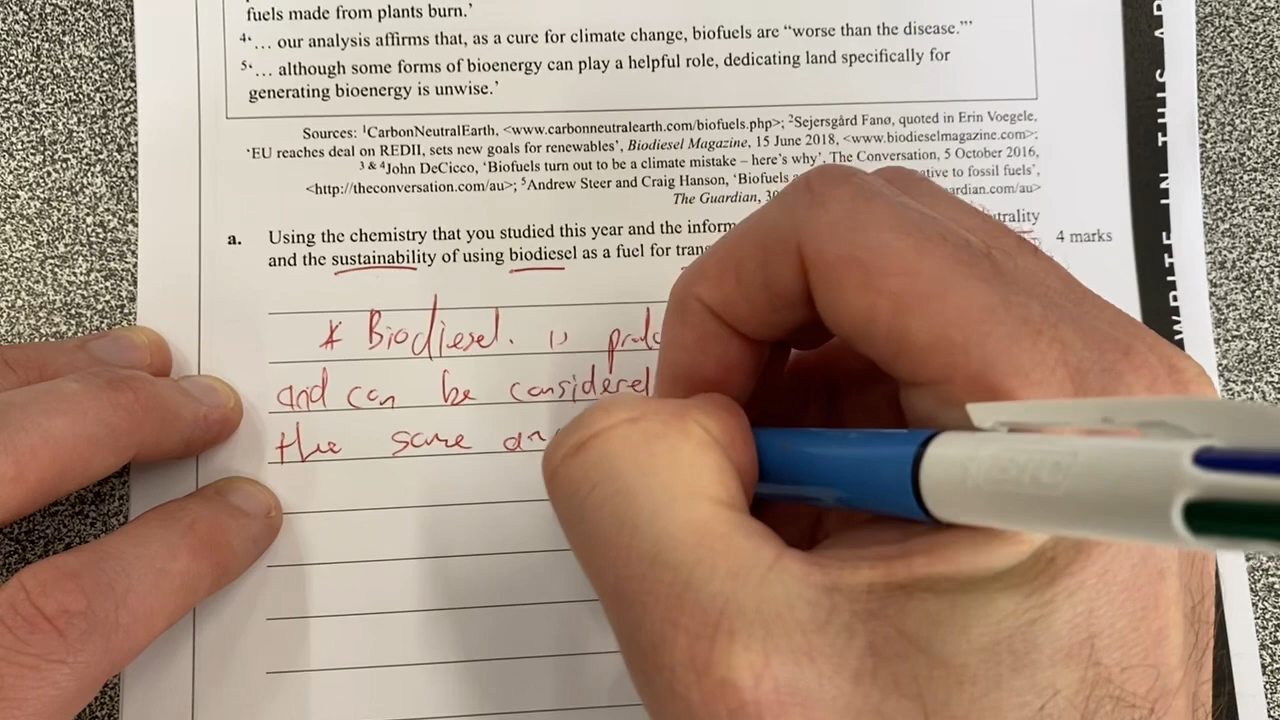 fuels made from plants burn.’
4‘… our analysis affirms that, as a cure for climate change, biofuels are “worse than the disease.”’
5‘… although some forms of bioenergy can play a helpful role, dedicating land specifically for
generating bioenergy is unwise.’
Sources: 1CarbonNeutralEarth, <www.carbonneutralearth.com/biofuels.php>; 2Sejersgård Fanø, quoted in Erin Voegele,
‘EU reaches deal on REDII, sets new goals for renewables’, Biodiesel Magazine, 15 June 2018, <www.biodieselmagazine.com>;
3 & 4John DeCicco, ‘Biofuels turn out to be a climate mistake – here’s why’, The Conversation, 5 October 2016,
<http://theconversation.com/au>; 5Andrew Steer and Craig Hanson, ‘Biofuels to fossil fuels’,
The Guardian,
a. Using the chemistry that you studied this year and the
and the sustainability of using biodiesel as a fuel for
4 marks
* Biodiesel. is
and can be considered
the same
WRITE IN THIS